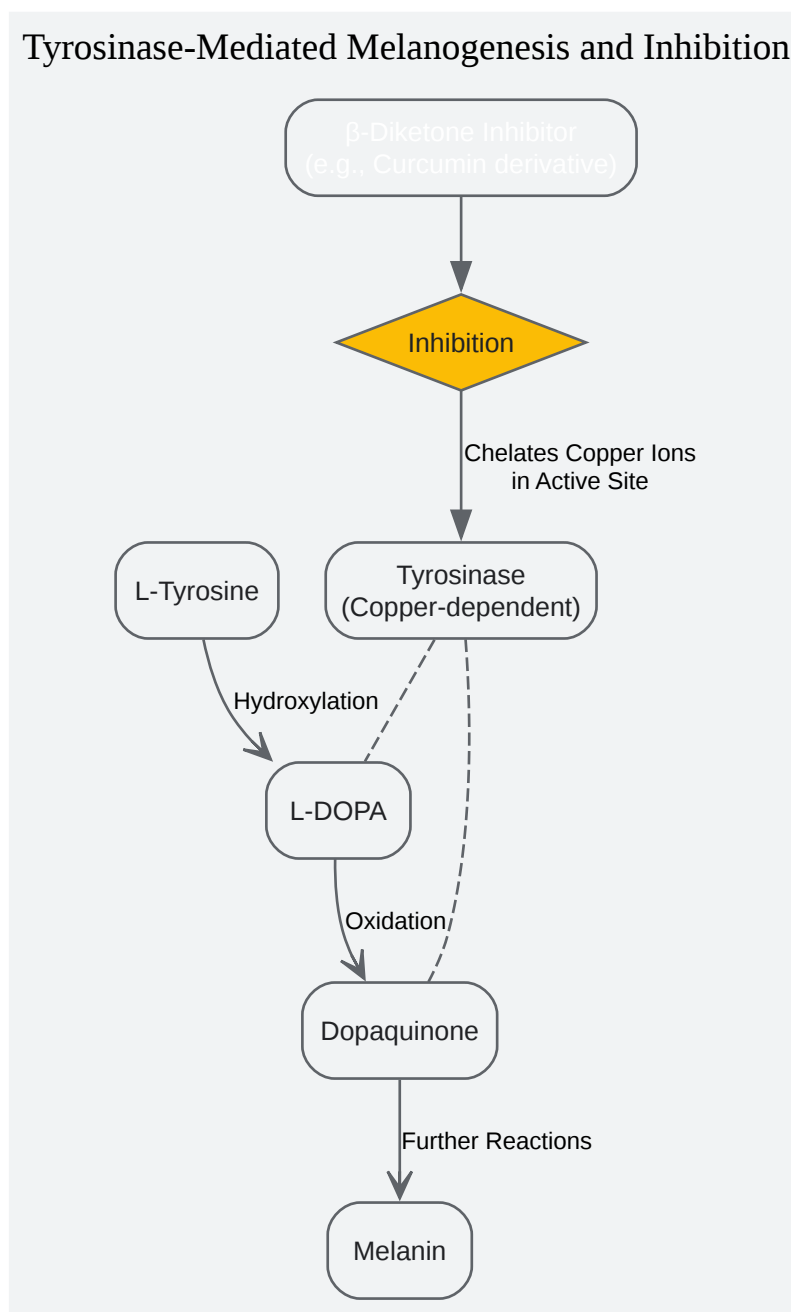 Tyrosinase-Mediated Melanogenesis and Inhibition
β-Diketone Inhibitor
(e.g., Curcumin derivative)
Inhibition
Chelates Copper Ions
in Active Site
L-Tyrosine
Tyrosinase
(Copper-dependent)
Hydroxylation
L-DOPA
Oxidation
Dopaquinone
Further Reactions
Melanin